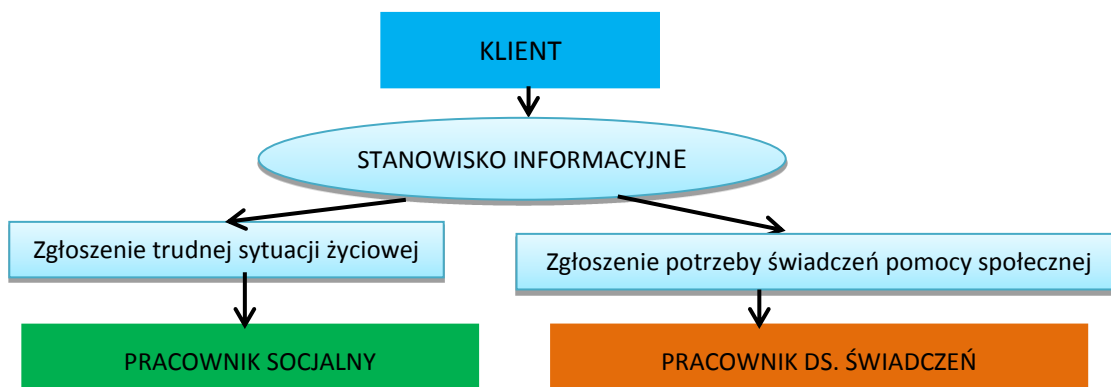 KLIENT
STANOWISKO INFORMACYJNE
Zgłoszenie trudnej sytuacji życiowej
Zgłoszenie potrzeby świadczeń pomocy społecznej
PRACOWNIK SOCJALNY
PRACOWNIK DS. ŚWIADCZEŃ